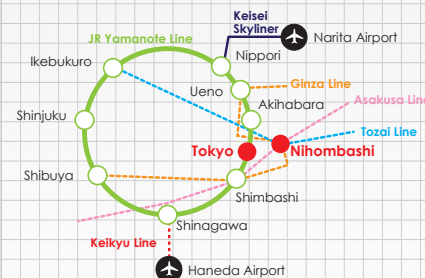 Keisei
Skyliner
JR Yamanote Line
Narita Airport
Nippori
Ikebukuro
Ueno
Ginza Line
Akihabara
Asakusa Line
Shinjuku
Tozai Line
Tokyo
Nihombashi
Shibuya
Shimbashi
Shinagawa
Keikyu Line
Haneda Airport